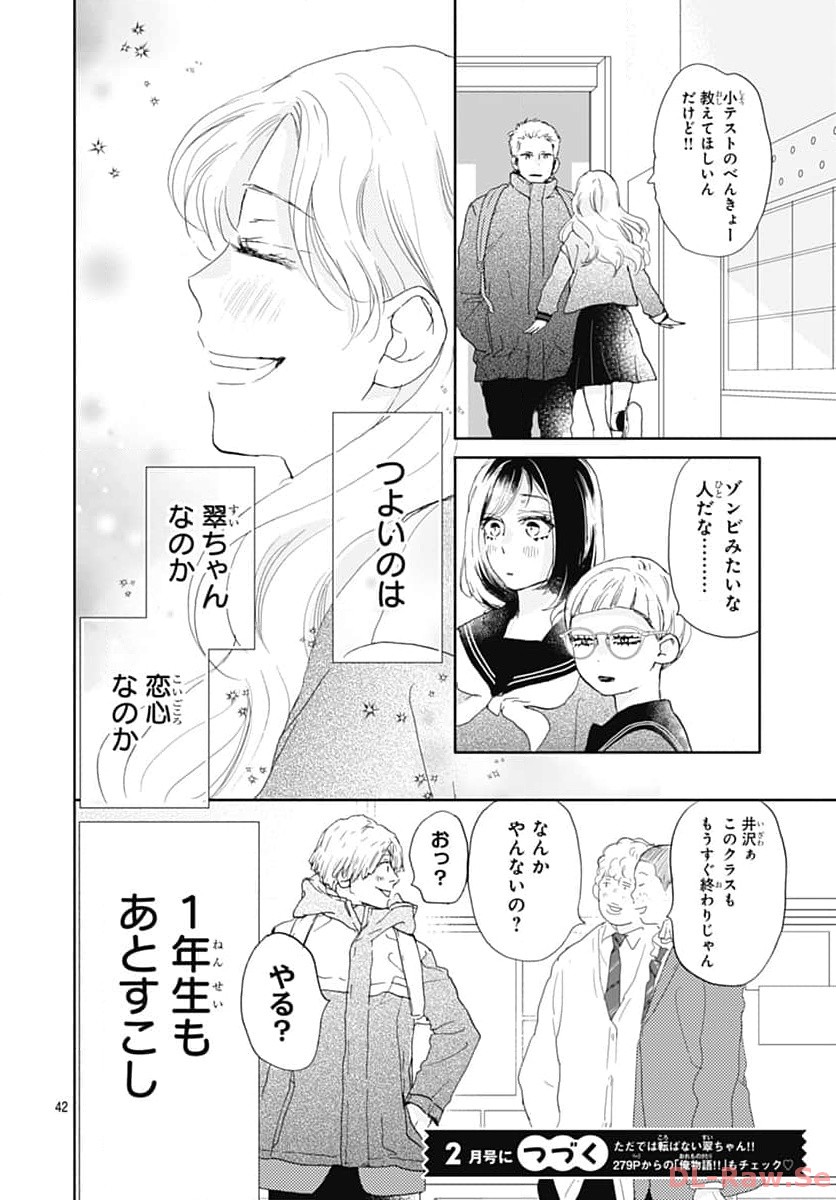 小テストのべんきょー
教えてほしいん
だけど!!
ゾンビみたいな
人だな………
つよいのは
翠ちゃん
なのか
恋心
なのか
井沢ぁ
このクラスも
もうすぐ終わりじゃん
なんか
やんないの?
おっ?
やる?
1年生も
あとすこし
42
2月号につづく
ただでは転ばない翠ちゃん!!
279Pからの「俺物語!!」もチェック♡
DL-Raw.Se